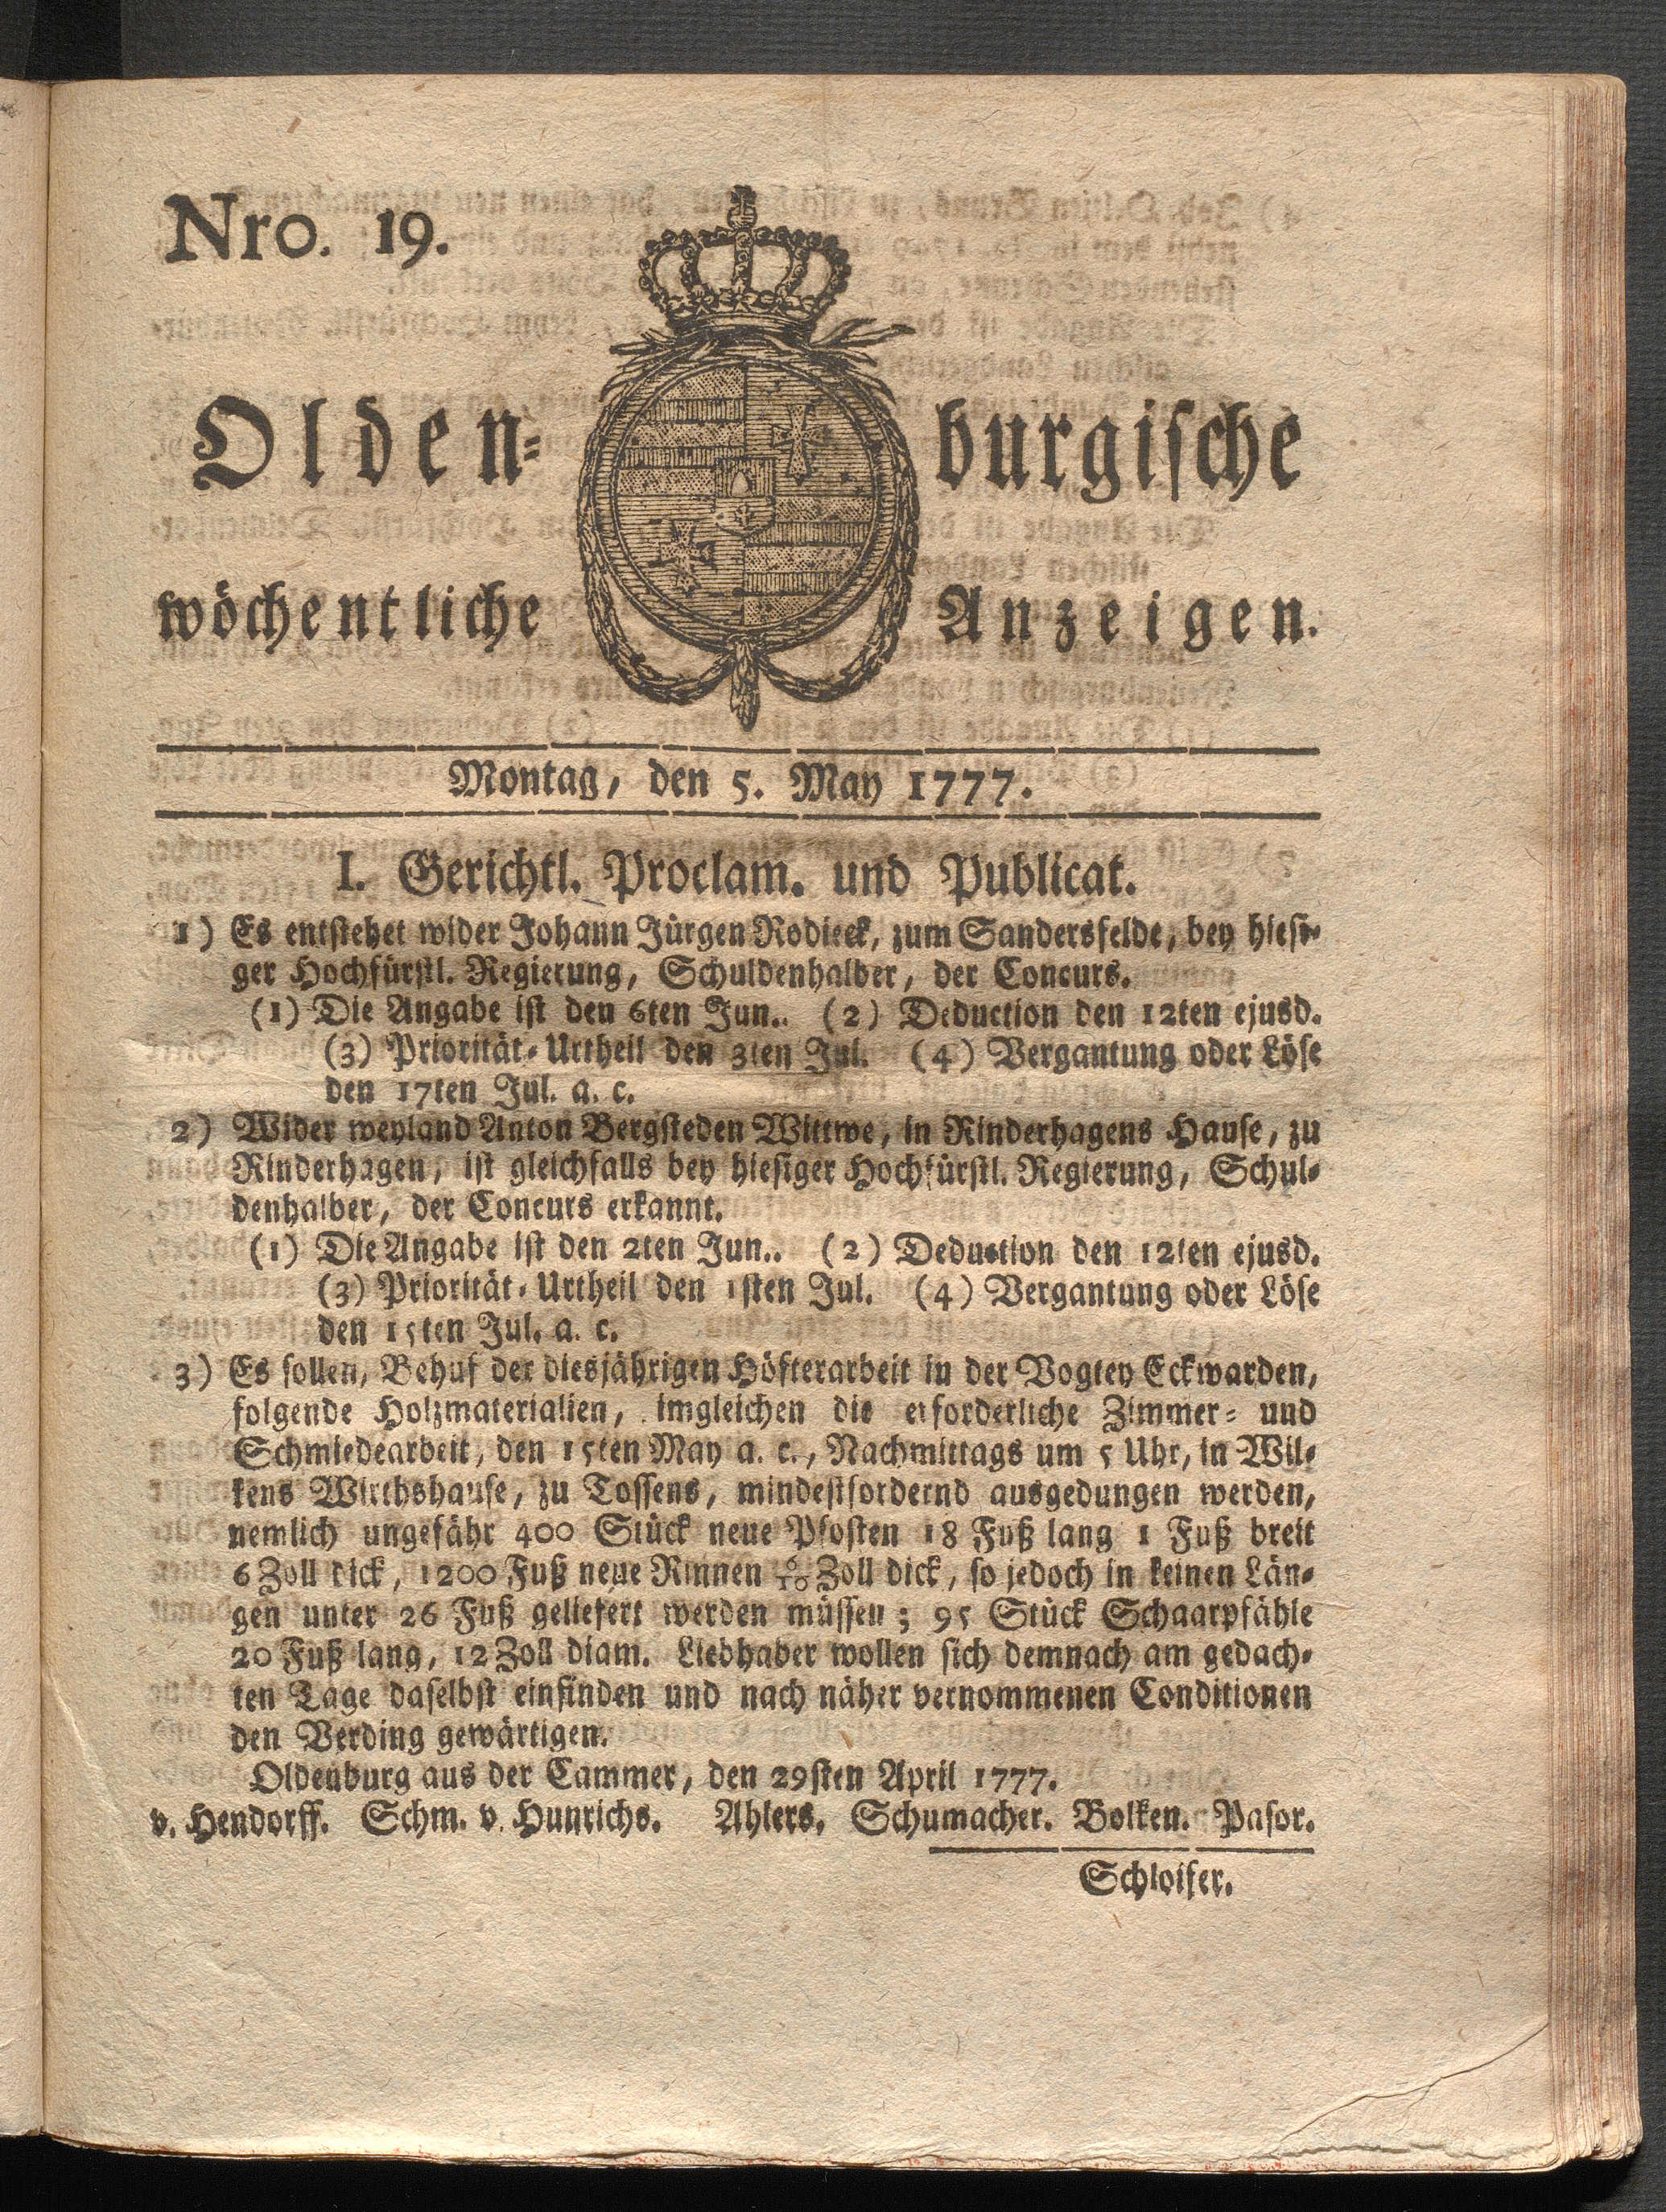 Nro. 19.
Olden⸗ burgische
wöchentliche Anzeigen.
Montag, den 5. May 1777.
I. Gerichtl. Proclam. und Publicat.
1) Es entstehet wider Johann Jürgen Rodieck, zum Sandersfelde, bey hiesi⸗
ger Hochfürstl. Regierung, Schuldenhalber, der Concurs.
(1) Die Angabe ist den 6ten Jun.. (2) Deduction den 12ten ejusd.
(3) Priorität⸗Urtheil den 3ten Jul. (4) Vergantung oder Löse
den 17ten Jul. a. c.
2) Wider weyland Anton Bergsteden Wittwe, in Rinderhagens Hause, zu
Rinderhagen, ist gleichfalls bey hiesiger Hochfürstl. Regierung, Schul⸗
denhalber, der Concurs erkannt.
(1) Die Angabe ist den 2ten Jun.. (2) Deduction den 12ten ejusd.
(3) Priorität⸗Urtheil den 1sten Jul. (4) Vergantung oder Löse
den 15ten Jul. a. c.
3) Es sollen, Behuf der diesjährigen Höfterarbeit in der Vogtey Eckwarden,
folgende Holzmaterialien, imgleichen die erforderliche Zimmer⸗ und
Schmiedearbeit, den 15ten May a. c., Nachmittags um 5 Uhr, in Wil⸗
kens Wirthshause, zu Tossens, mindestfordernd ausgedungen werden,
nemlich ungefähr 400 Stück neue Pfosten 18 Fuß lang 1 Fuß breit
6 Zoll dick, 1200 Fuß neue Rinnen 6/10 Zoll dick, so jedoch in keinen Län⸗
gen unter 26 Fuß geliefert werden müssen; 95 Stück Schaarpfähle
20 Fuß lang, 12 Zoll diam. Liebhaber wollen sich demnach am gedach⸗
ten Tage daselbst einfinden und nach näher vernommenen Conditionen
den Verding gewärtigen.
Oldenburg aus der Cammer, den 29sten April 1777.
v. Hendorff. Schm. v. Hunrichs. Ahlers. Schumacher. Bolken. Pasor.
Schloifer.